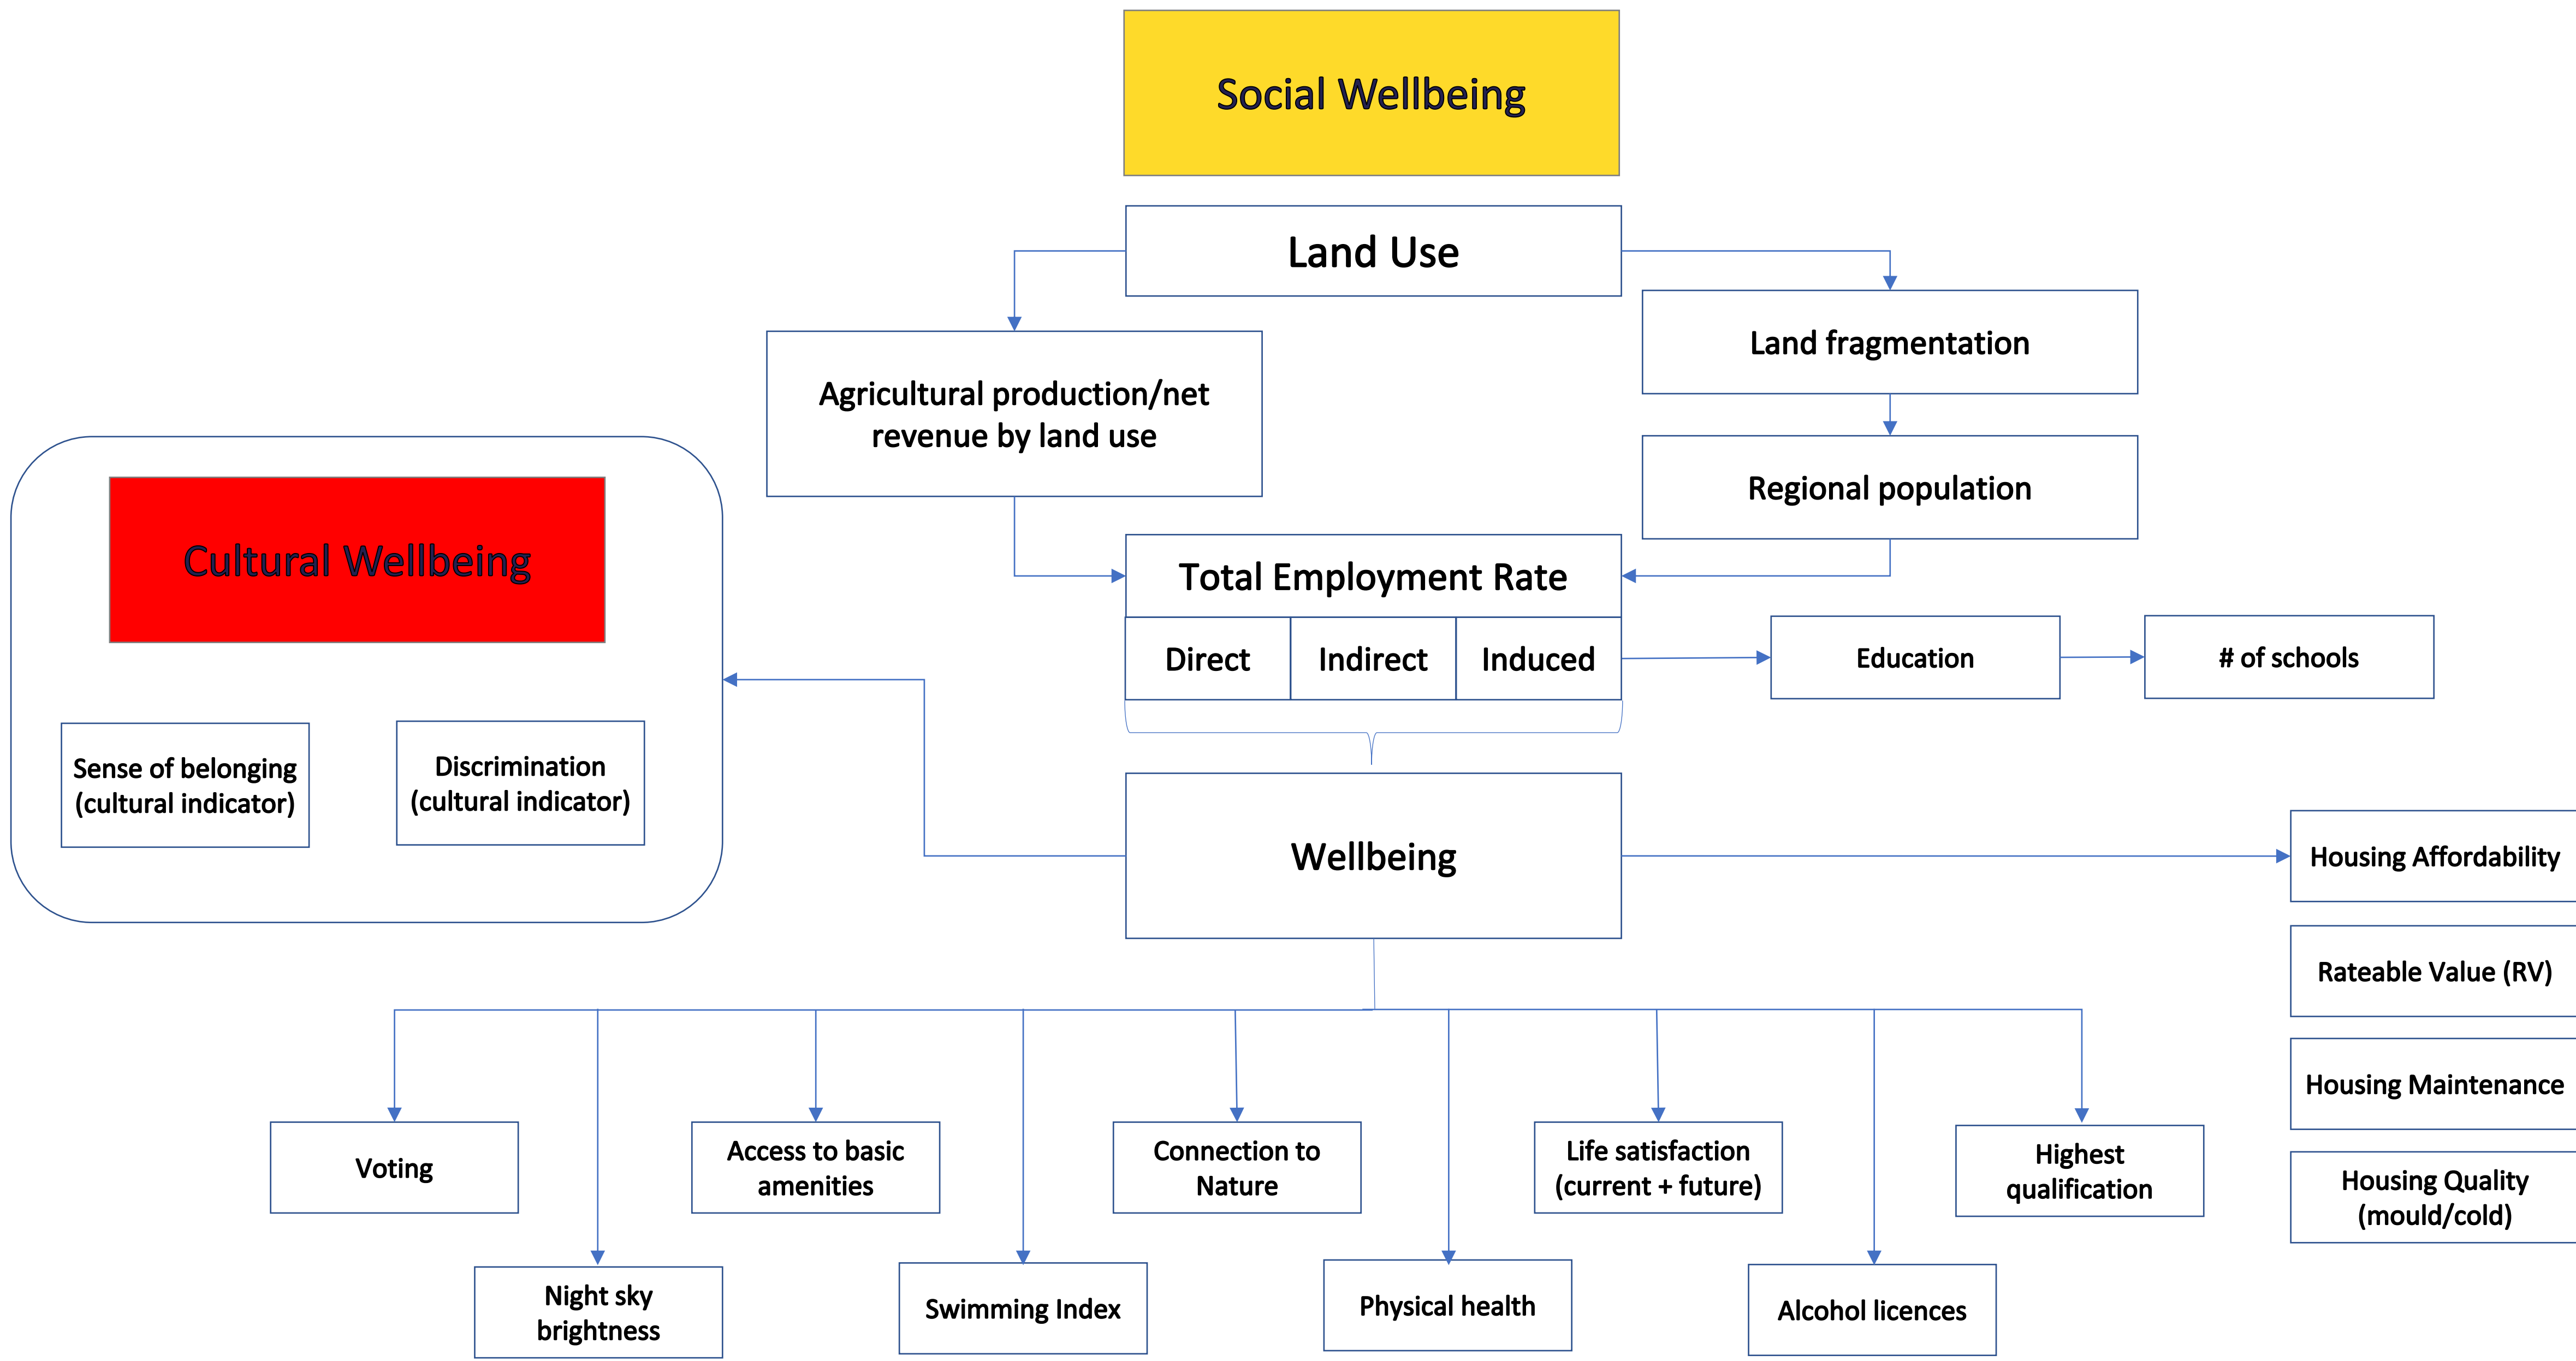 Social Wellbeing
Land Use
Land fragmentation
Agricultural production/net
revenue by land use
Regional population
Cultural Wellbeing
Total Employment Rate
Direct
Indirect
Induced
Education
# of schools
Sense of belonging
(cultural indicator)
Discrimination
(cultural indicator)
Wellbeing
Housing Affordability
Rateable Value (RV)
Housing Maintenance
Housing Quality
(mould/cold)
Voting
Access to basic
amenities
Connection to
Nature
Life satisfaction
(current + future)
Highest
qualification
Night sky
brightness
Swimming Index
Physical health
Alcohol licences